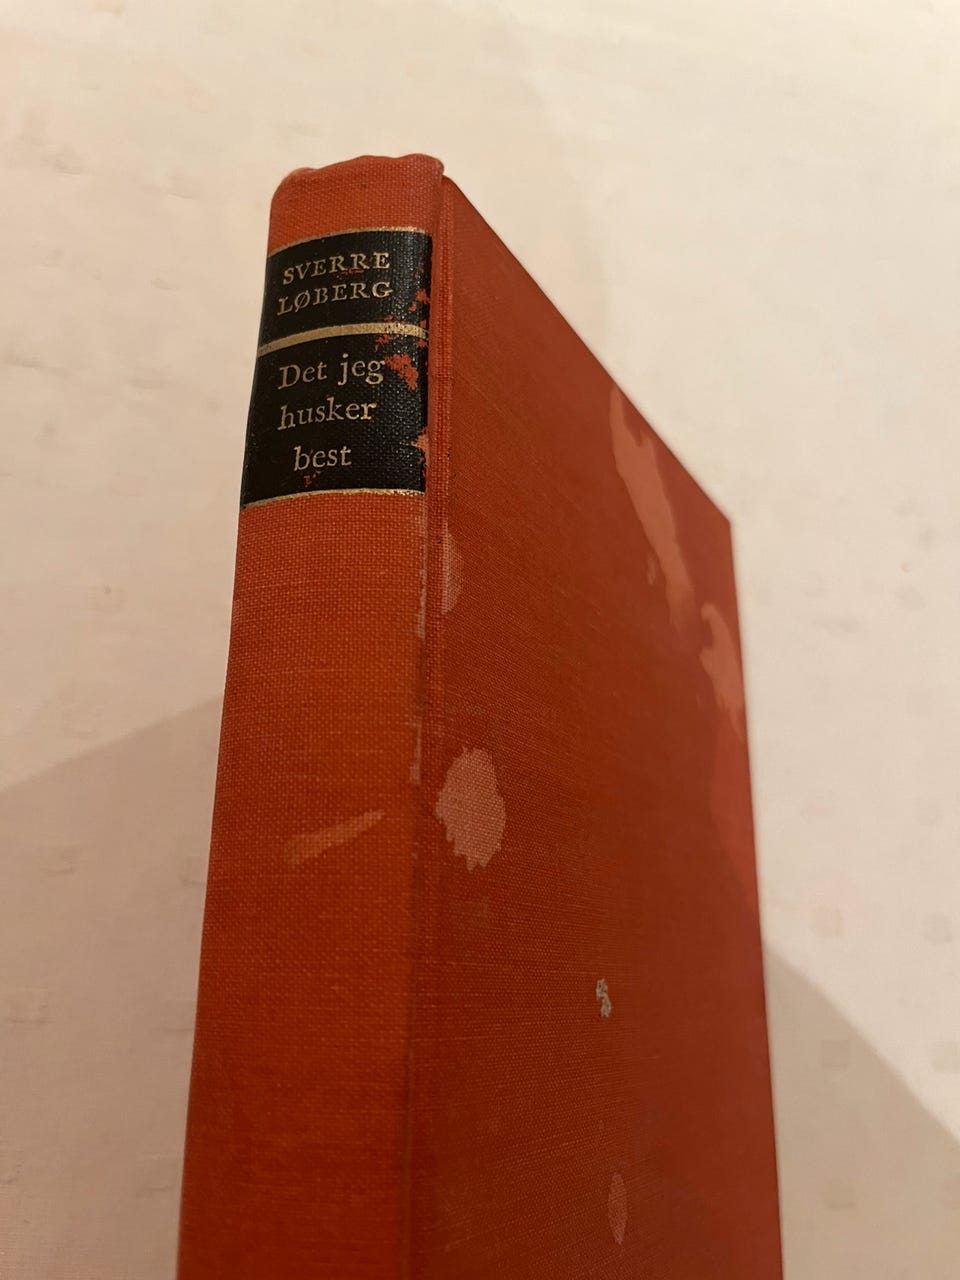 SVERRE
LØBERG
Det jeg
husker
best